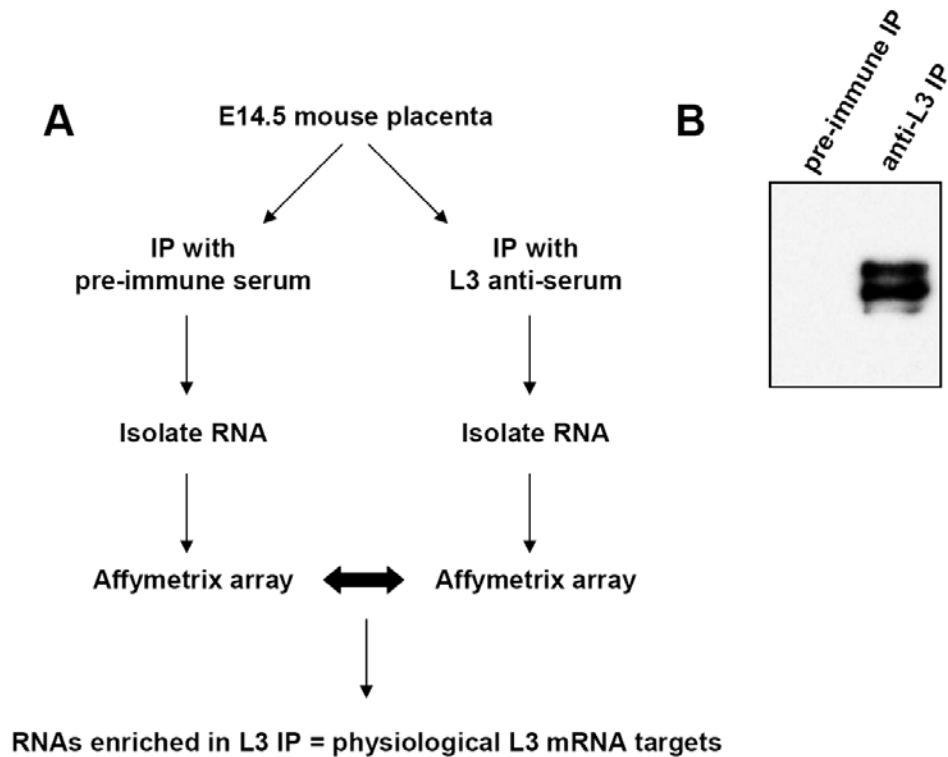 A
E14.5 mouse placenta
IP with
pre-immune serum
IP with
L3 anti-serum
Isolate RNA
Isolate RNA
Affymetrix array
Affymetrix array
RNAs enriched in L3 IP = physiological L3 mRNA targets
B
pre-immune IP
anti-L3 IP